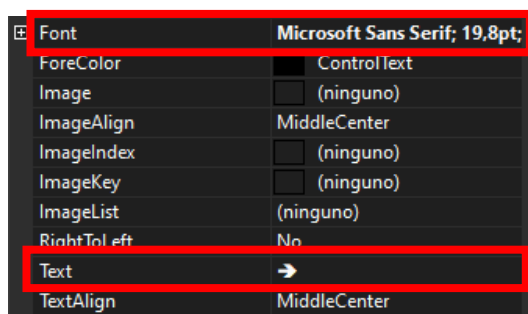 Font Microsoft Sans Serif; 19,8pt;
ForeColor ControlText
Image (ninguno)
ImageAlign MiddleCenter
ImageIndex (ninguno)
ImageKey (ninguno)
ImageList (ninguno)
RightToLeft No
Text 🡺
TextAlign MiddleCenter